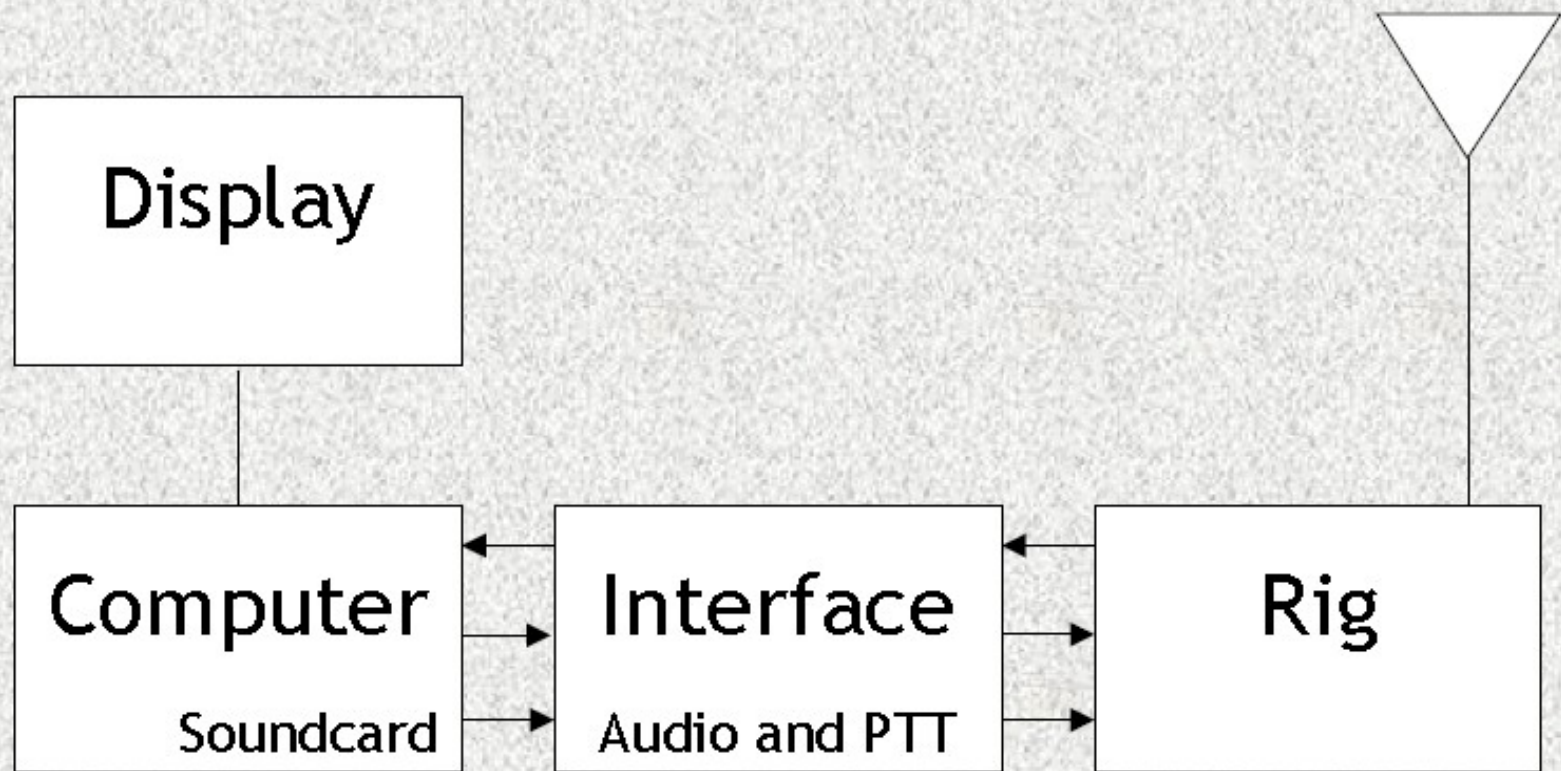 Display
Computer
Soundcard
Interface
Audio and PTT
Rig